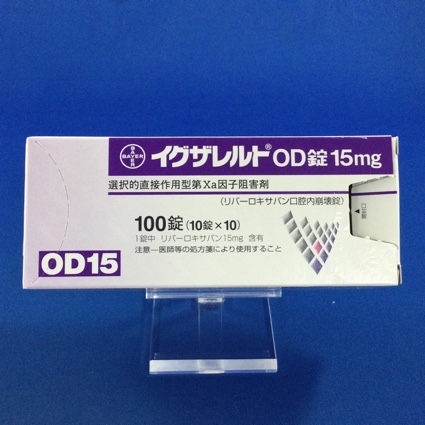 BAYER
BAYER
イグザレルト® OD錠 15mg
選択的直接作用型第Xa因子阻害剤
(リバーロキサバン口腔内崩壊錠)
100錠 (10錠×10)
1錠中 リバーロキサバン15mg 含有
注意−医師等の処方箋により使用すること
OD15